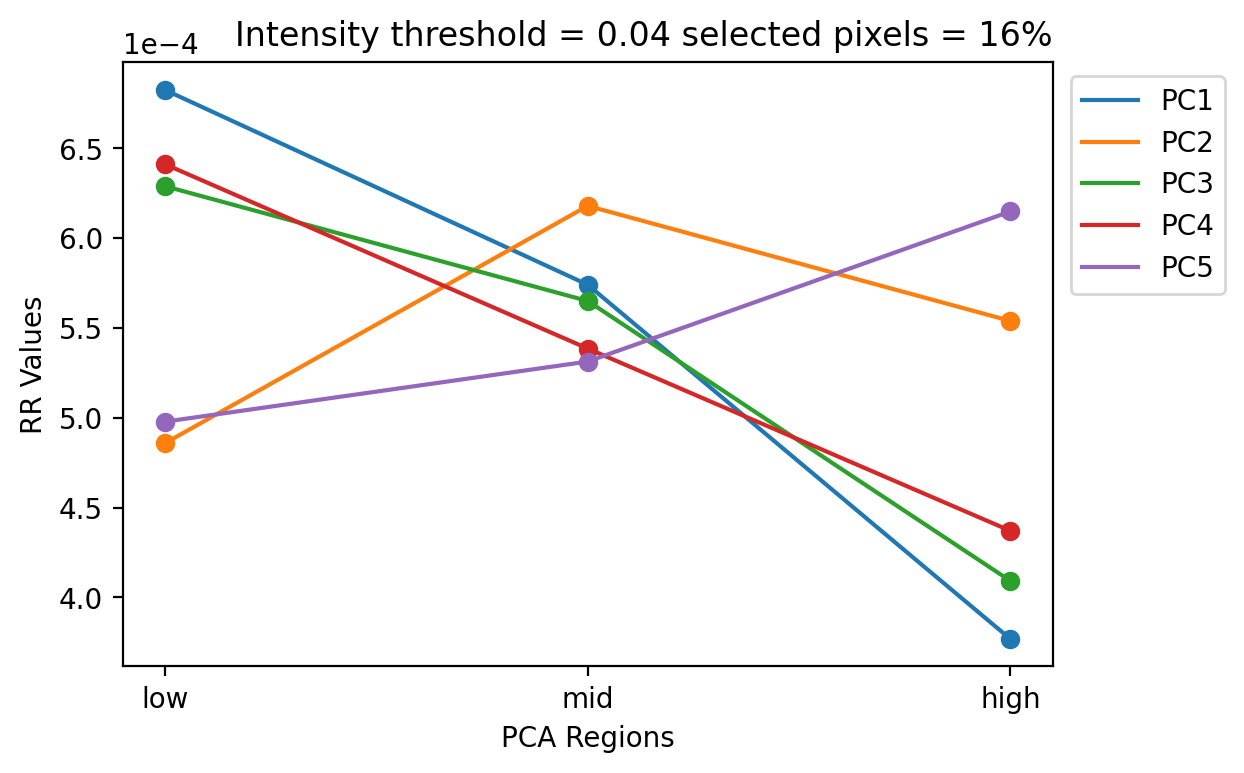 Intensity threshold = 0.04 selected pixels = 16%
1e−4
6.5
6.0
5.5
5.0
4.5
4.0
RR Values
low
mid
high
PCA Regions
PC1
PC2
PC3
PC4
PC5